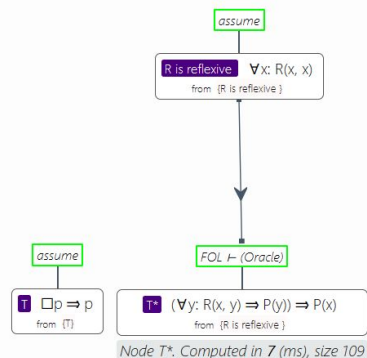 assume
R is reflexive ∀x: R(x, x)
from {R is reflexive }
assume
FOL ⊢ (Oracle)
T □p ⇒ p
from {T}
T* (∀y: R(x, y) ⇒ P(y)) ⇒ P(x)
from {R is reflexive }
Node T*. Computed in 7 (ms), size 109